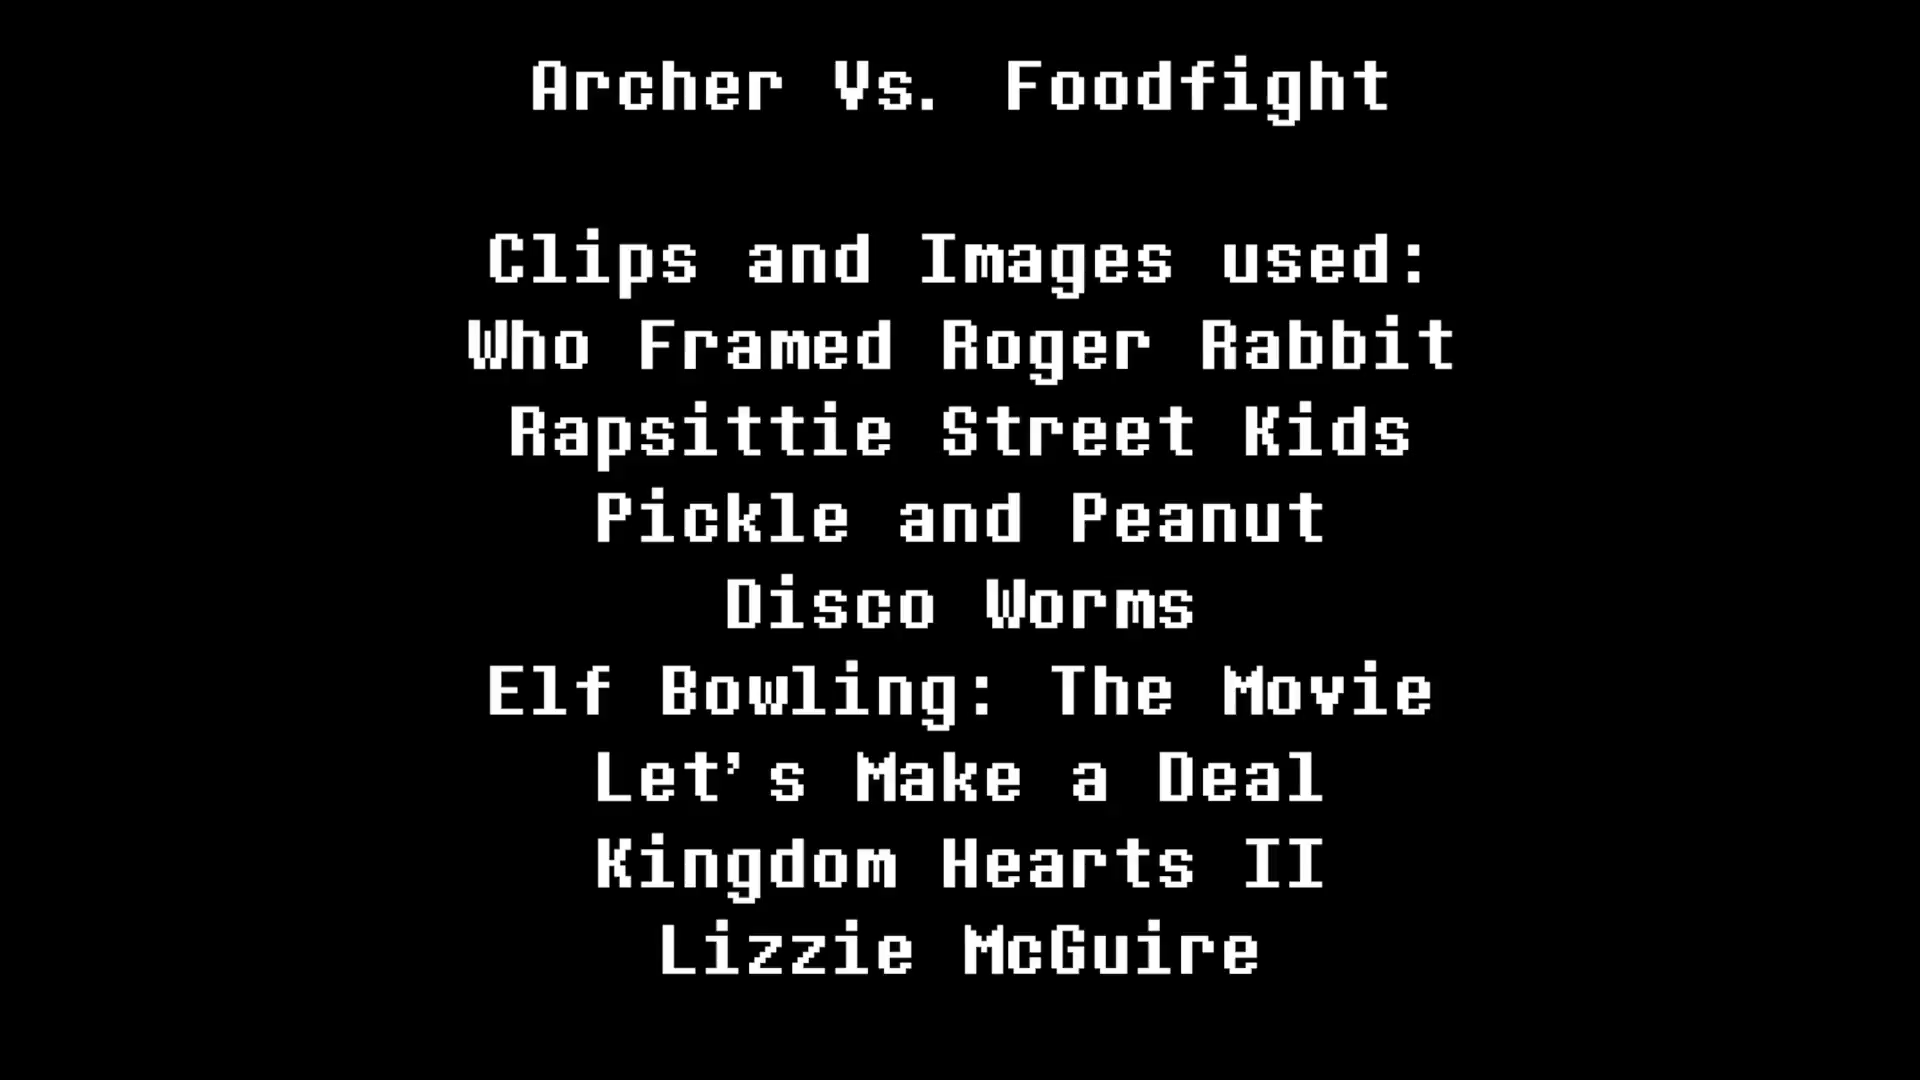 Archer Vs. Foodfight
Clips and Images used:
Who Framed Roger Rabbit
Rapsittie Street Kids
Pickle and Peanut
Disco Worms
Elf Bowling: The Movie
Let's Make a Deal
Kingdom Hearts II
Lizzie McGuire